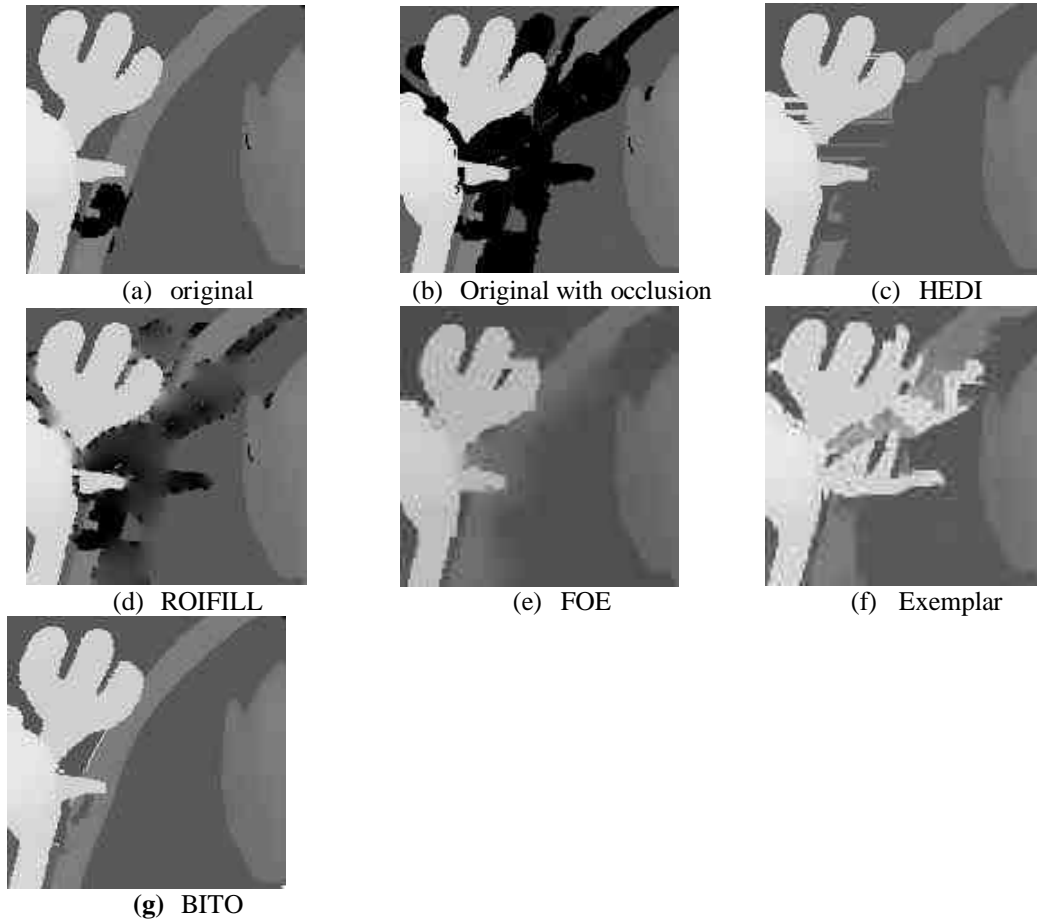 (a) original
(b) Original with occlusion
(c) HEDI
(d) ROIFILL
(e) FOE
(f) Exemplar
(g) BITO